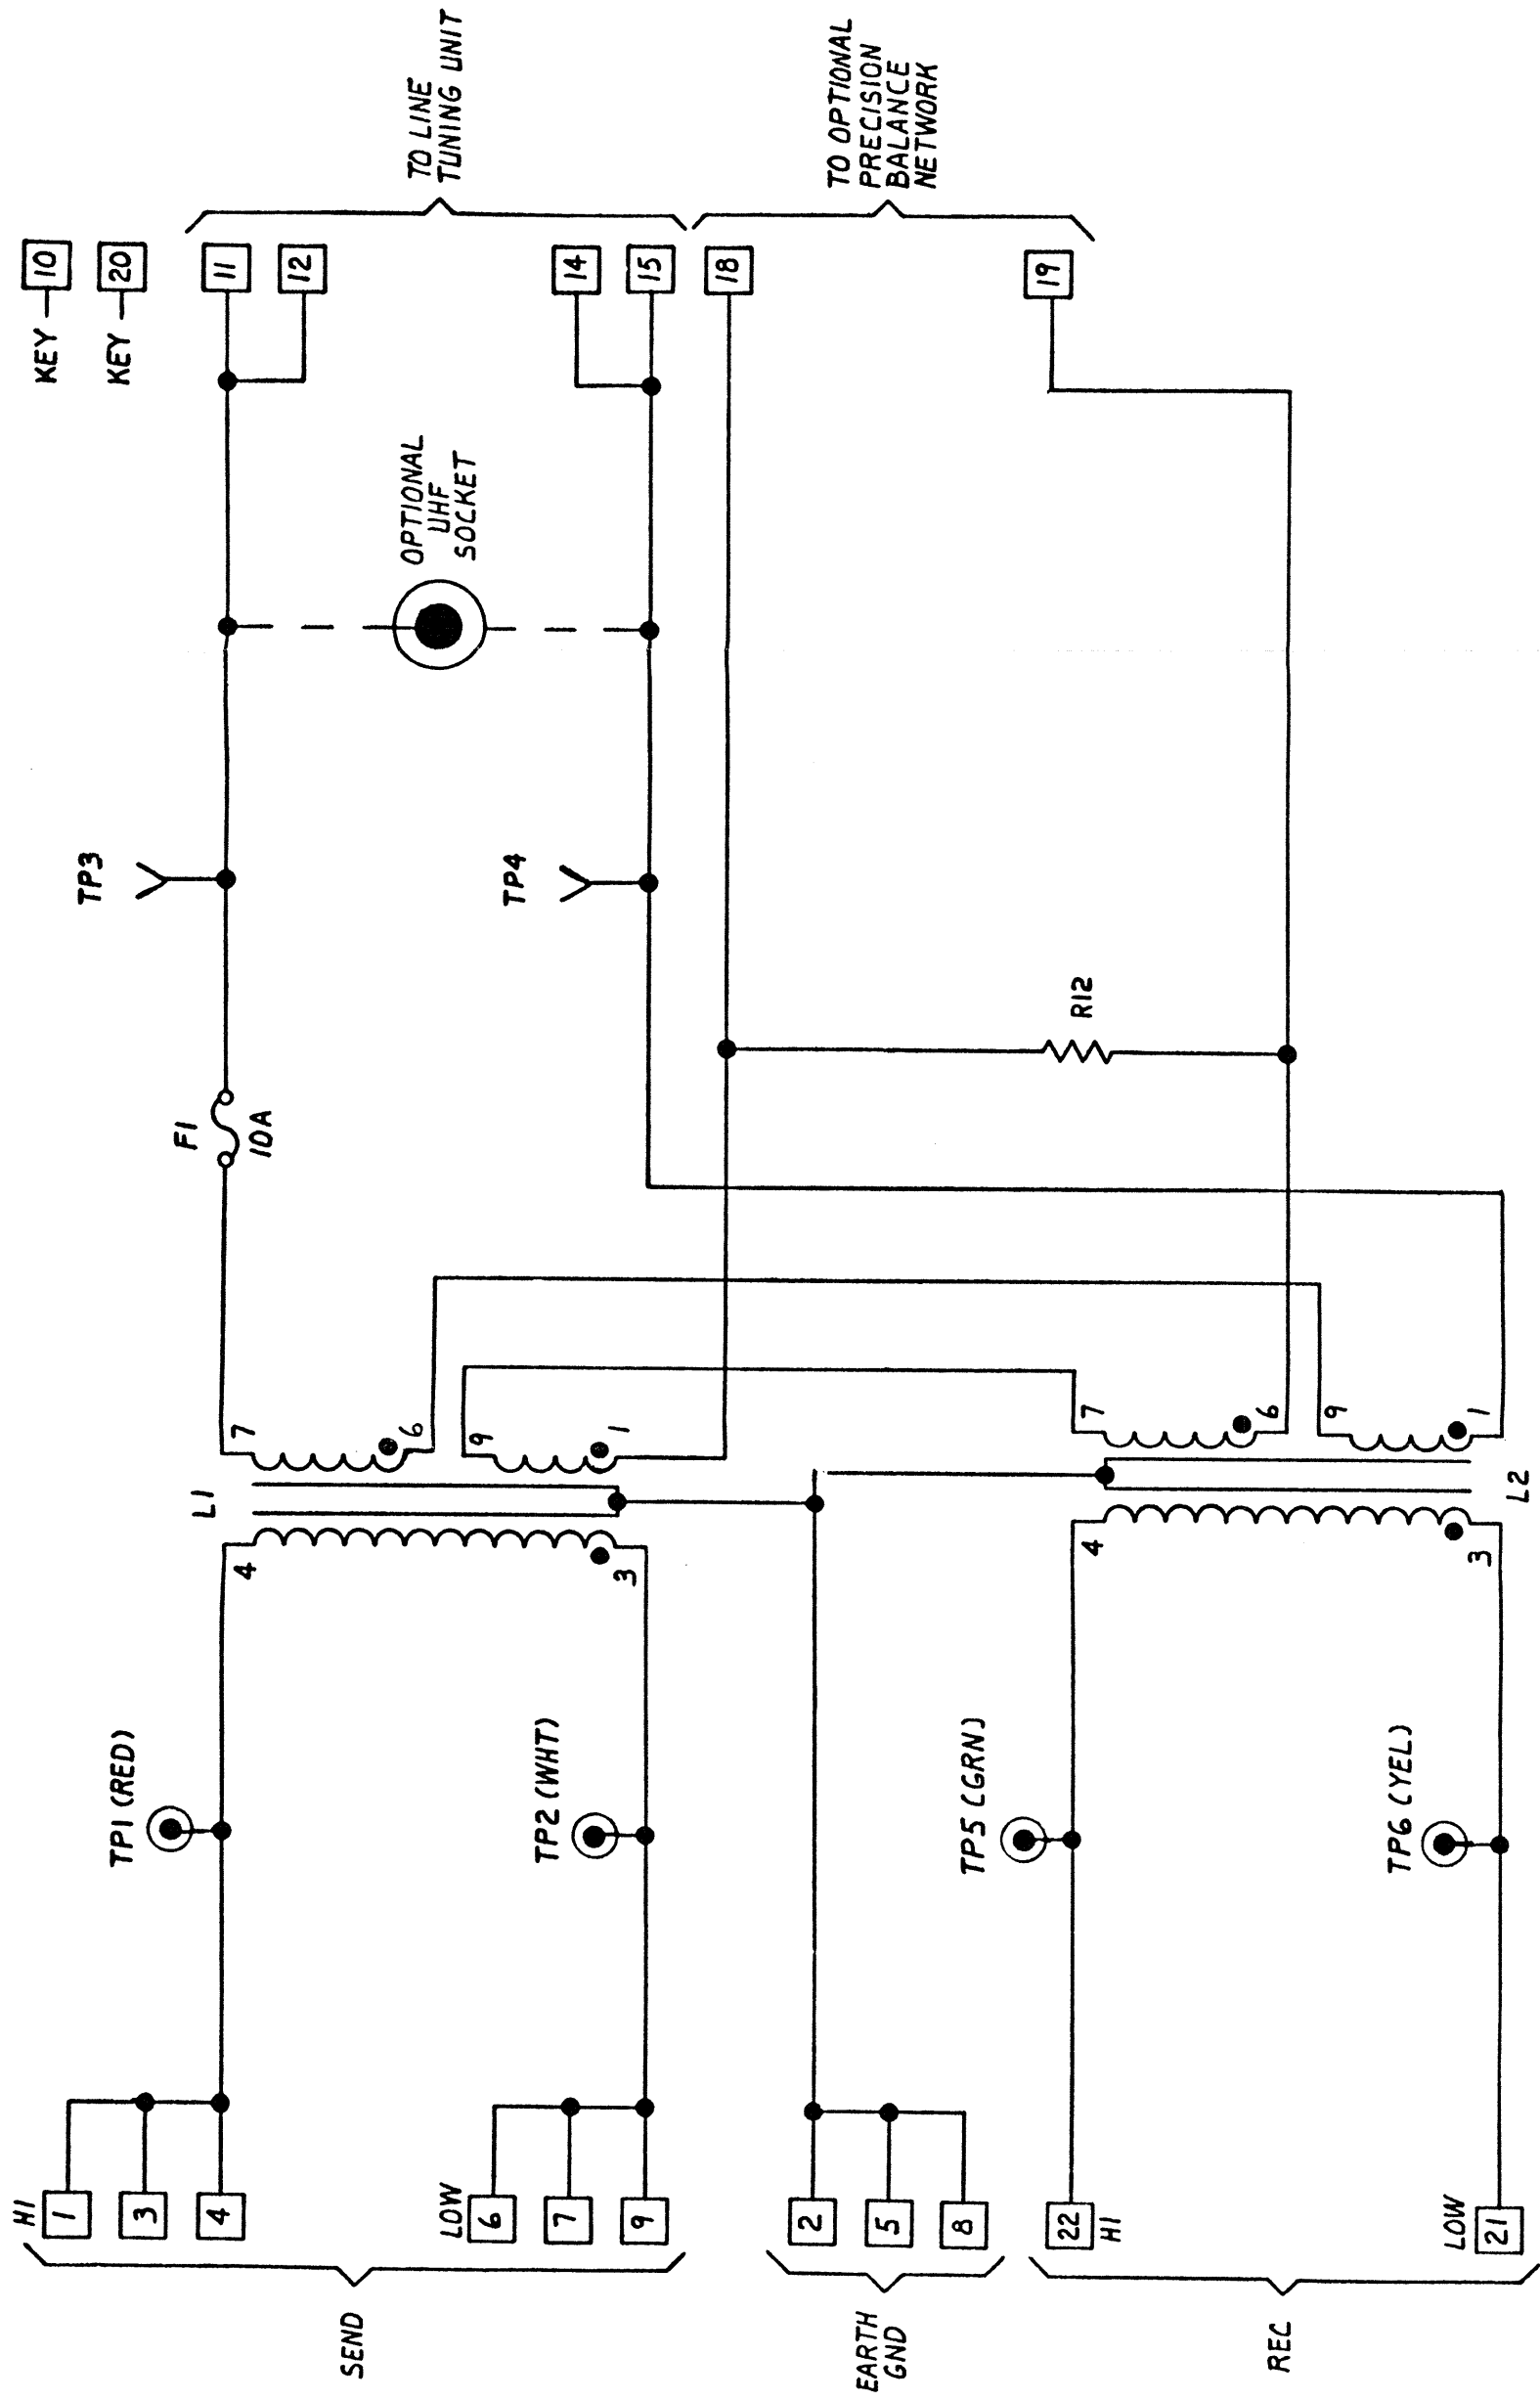 SEND
HI
1
3
4
LOW
6
7
9
TP1 (RED)
TP2 (WHT)
L1
4
3
7
6
9
1
F1
10A
TP3
TP4
OPTIONAL
UHF
SOCKET
KEY 10
KEY 20
11
12
14
15
TO LINE
TUNING UNIT
18
19
TO OPTIONAL
PRECISION
BALANCE
NETWORK
R12
EARTH
GND
2
5
8
REC
22
HI
LOW
21
TP5 (GRN)
TP6 (YEL)
4
3
7
6
9
1
L2